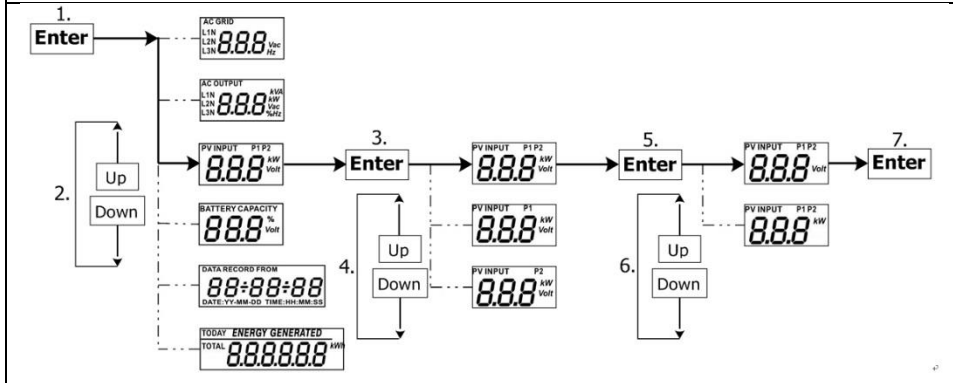 1.
Enter
AC GRID
L1N
L2N
L3N
8.8.8 Vac
Hz
AC OUTPUT
L1N
L2N
L3N
8.8.8 kVA
kW
Vac
%Hz
2.
Up
Down
PV INPUT P1 P2
8.8.8 kW
Volt
BATTERY CAPACITY
88.8 %
Volt
DATA RECORD FROM
88:88:88
DATE:YY-MM-DD TIME:HH:MM:SS
TODAY ENERGY GENERATED
TOTAL 8.8.8.8.8.8 kWh
3.
Enter
4.
Up
Down
PV INPUT P1 P2
8.8.8 kW
Volt
PV INPUT P1
8.8.8 kW
Volt
PV INPUT P2
8.8.8 kW
Volt
5.
Enter
6.
Up
Down
PV INPUT P1 P2
8.8.8 kW
Volt
PV INPUT P1 P2
8.8.8 kW
7.
Enter